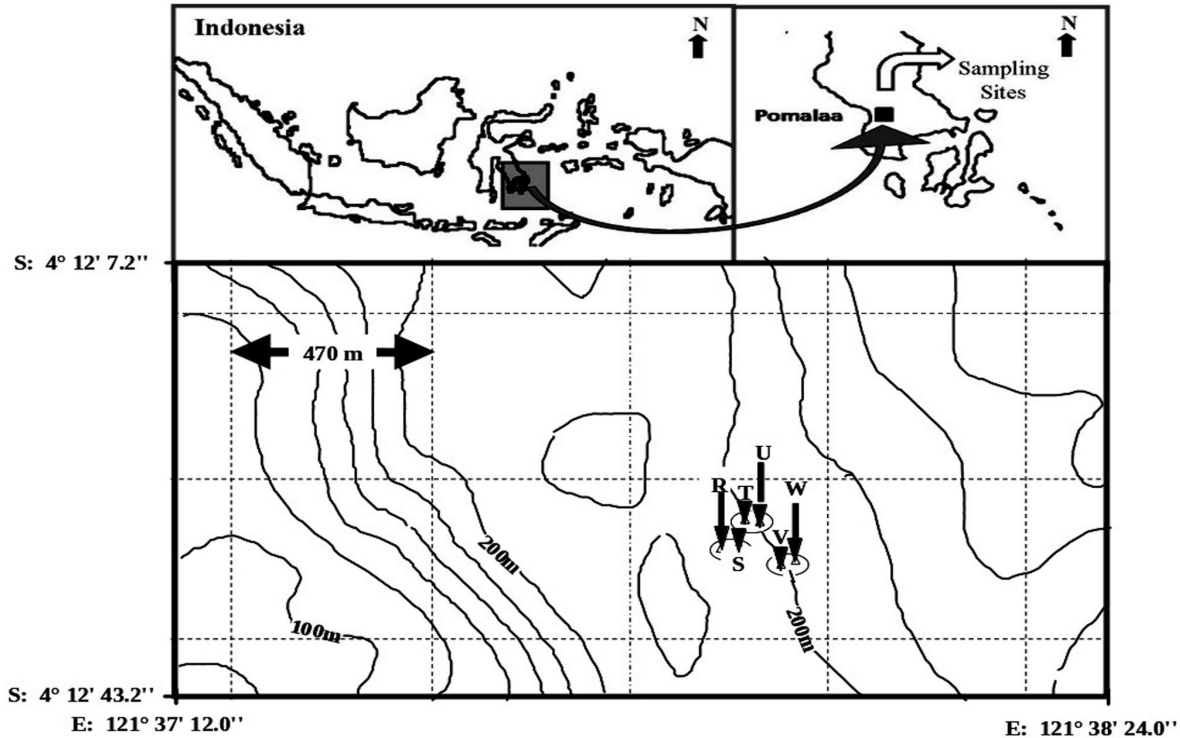 Indonesia
N
N
Sampling
Sites
Pomalaa
S: 4° 12' 7.2''
470 m
U
R
T
W
V
S
200m
200m
100m
S: 4° 12' 43.2''
E: 121° 37' 12.0''
E: 121° 38' 24.0''